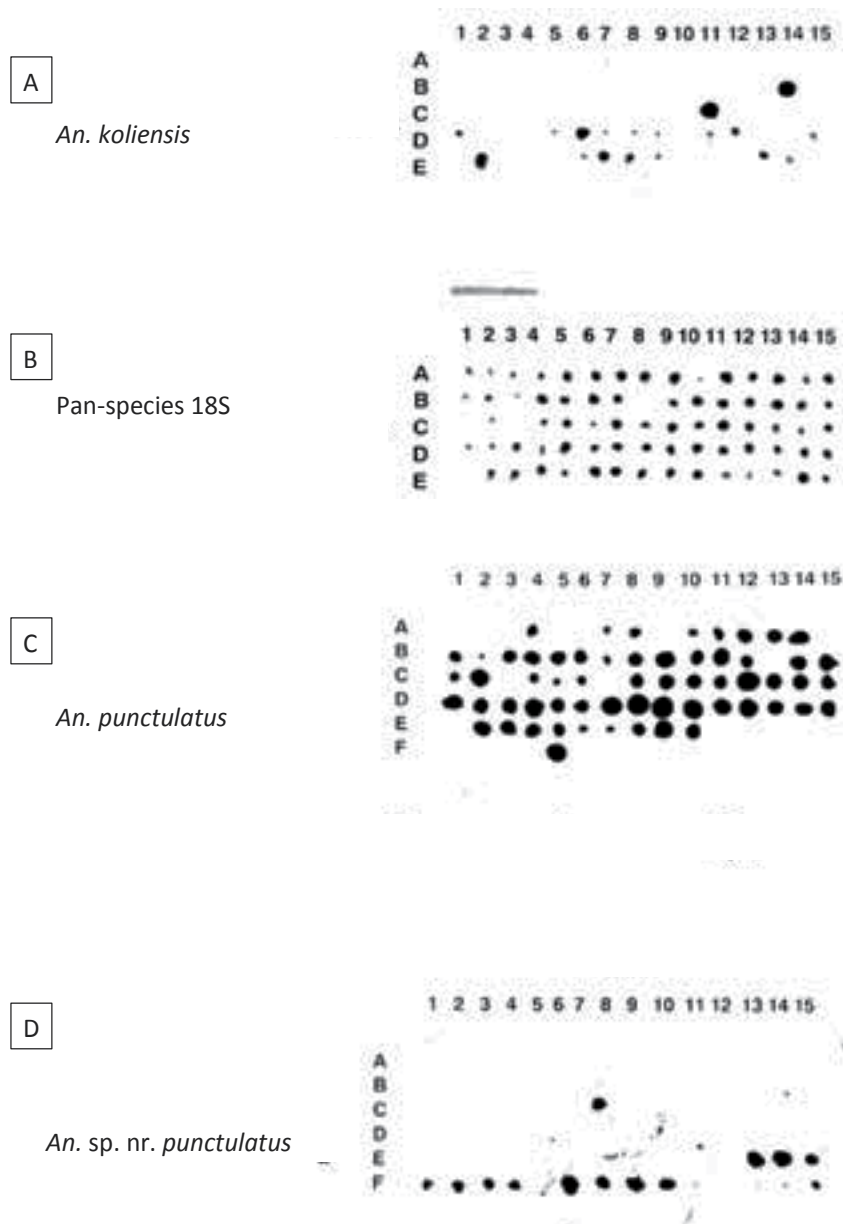 A
An. koliensis
1 2 3 4 5 6 7 8 9 10 11 12 13 14 15
A
B
C
D
E
B
Pan-species 18S
1 2 3 4 5 6 7 8 9 10 11 12 13 14 15
A
B
C
D
E
C
An. punctulatus
1 2 3 4 5 6 7 8 9 10 11 12 13 14 15
A
B
C
D
E
F
D
An. sp. nr. punctulatus
1 2 3 4 5 6 7 8 9 10 11 12 13 14 15
A
B
C
D
E
F